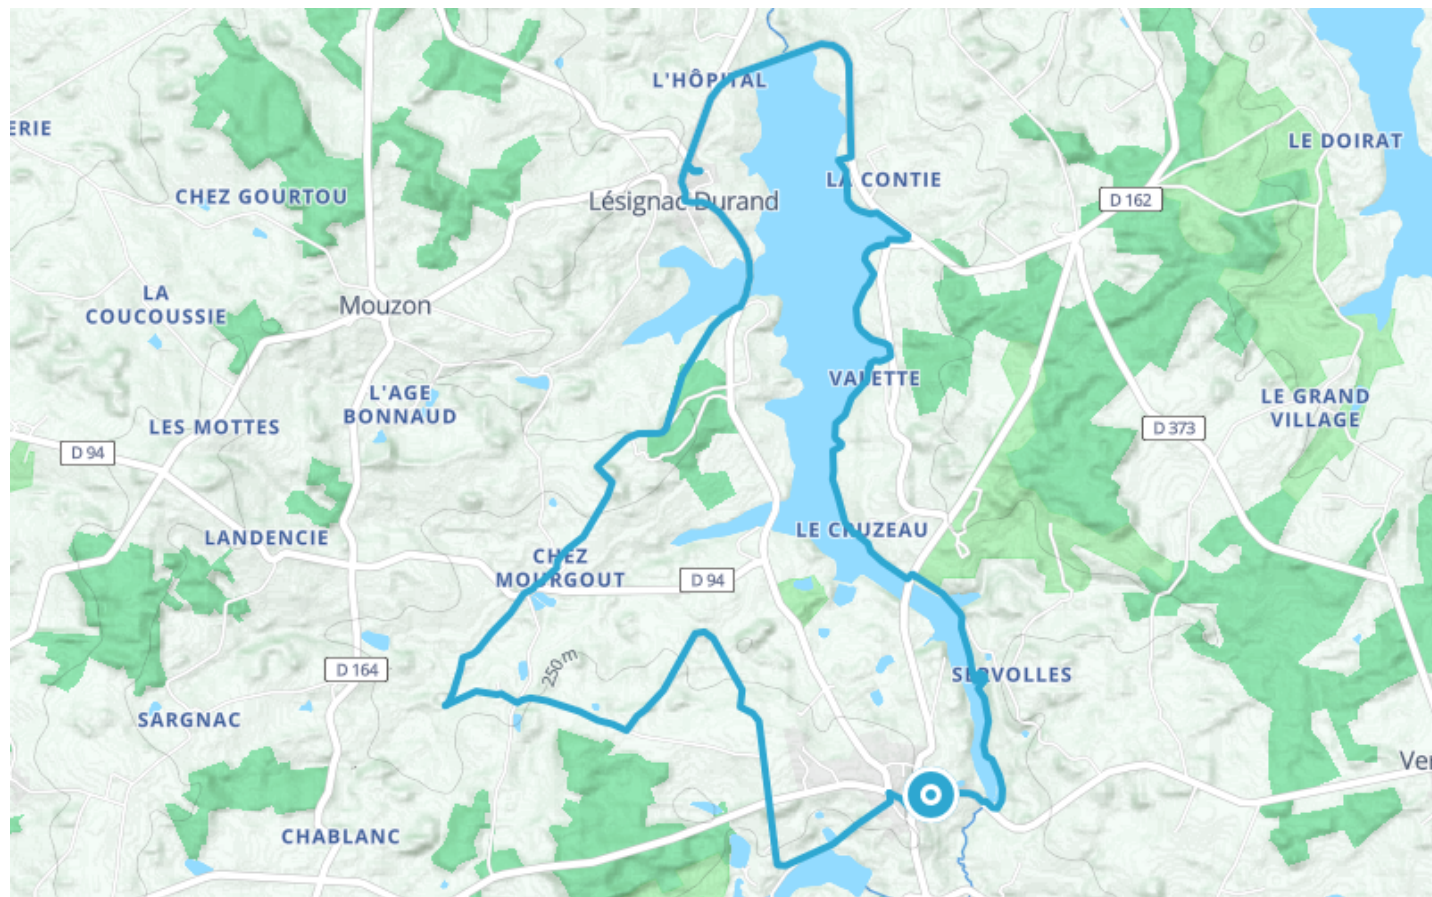 L'HÔPITAL
ERIE
LE DOIRAT
CHEZ GOURTOU
LA CONTIE
D 162
Lésignac-Durand
LA
COUCOUSSIE
Mouzon
VALETTE
L'AGE
BONNAUD
LE GRAND
VILLAGE
LES MOTTES
D 373
D 94
LE CRUZEAU
LANDENCIE
CHEZ
MOURGOUT
D 94
250 m
D 164
SERVOLLES
SARGNAC
Ver
CHABLANC